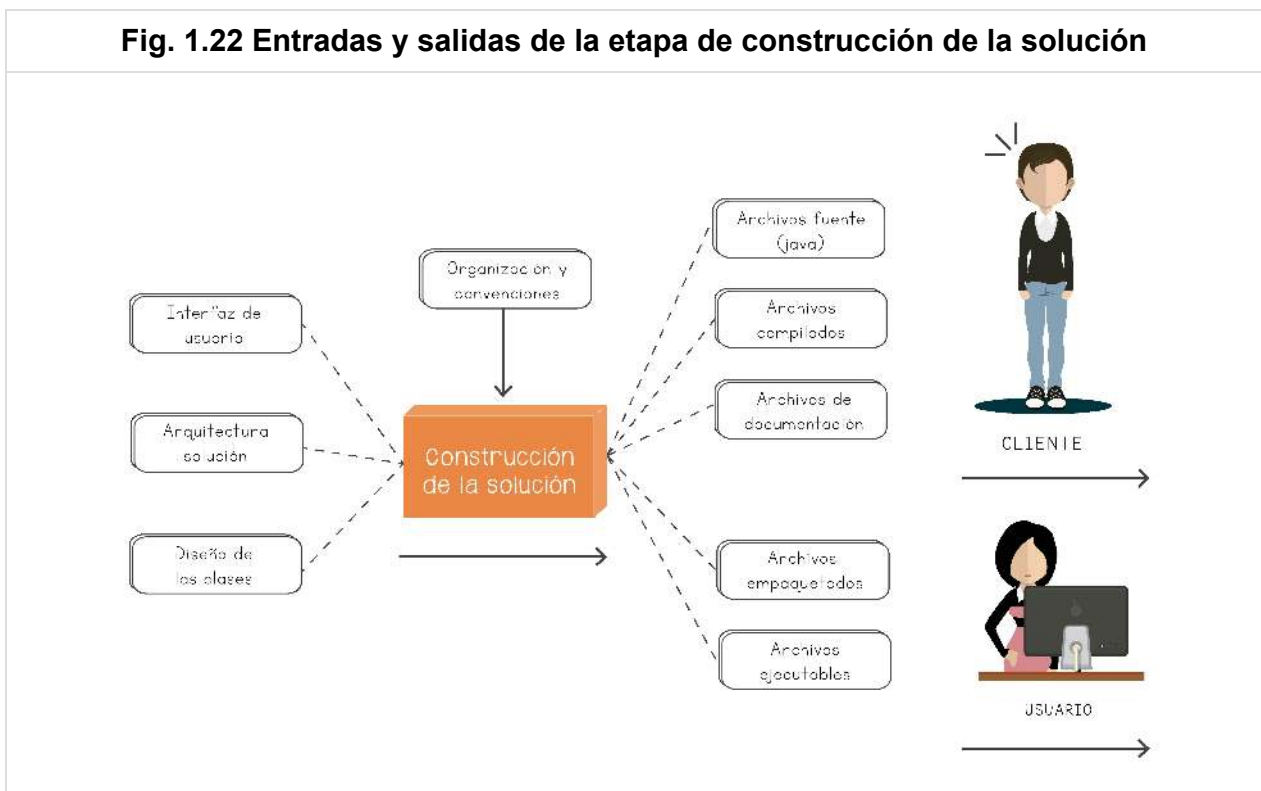 Fig. 1.22 Entradas y salidas de la etapa de construcción de la solución
Organización y
convenciones
Interfaz de
usuario
Arquitectura
solución
Diseño de
las clases
Construcción
de la solución
Archivos fuente
(java)
Archivos
compilados
Archivos de
documentación
Archivos
empaquetados
Archivos
ejecutables
CLIENTE
USUARIO